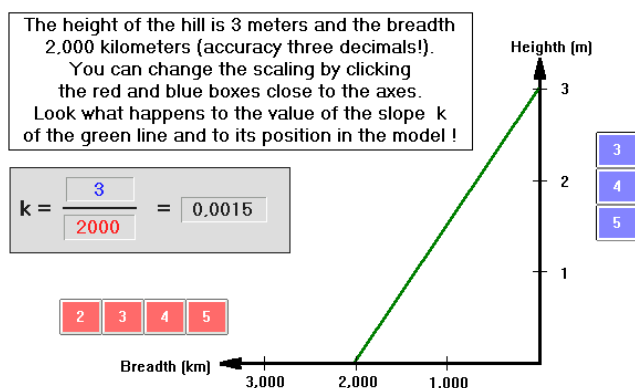 The height of the hill is 3 meters and the breadth
2,000 kilometers (accuracy three decimals!).
You can change the scaling by clicking
the red and blue boxes close to the axes.
Look what happens to the value of the slope k
of the green line and to its position in the model !
Heighth (m)
3
2
1
3
4
5
k = 3 / 2000 = 0,0015
2 3 4 5
Breadth (km)
3,000 2,000 1.000